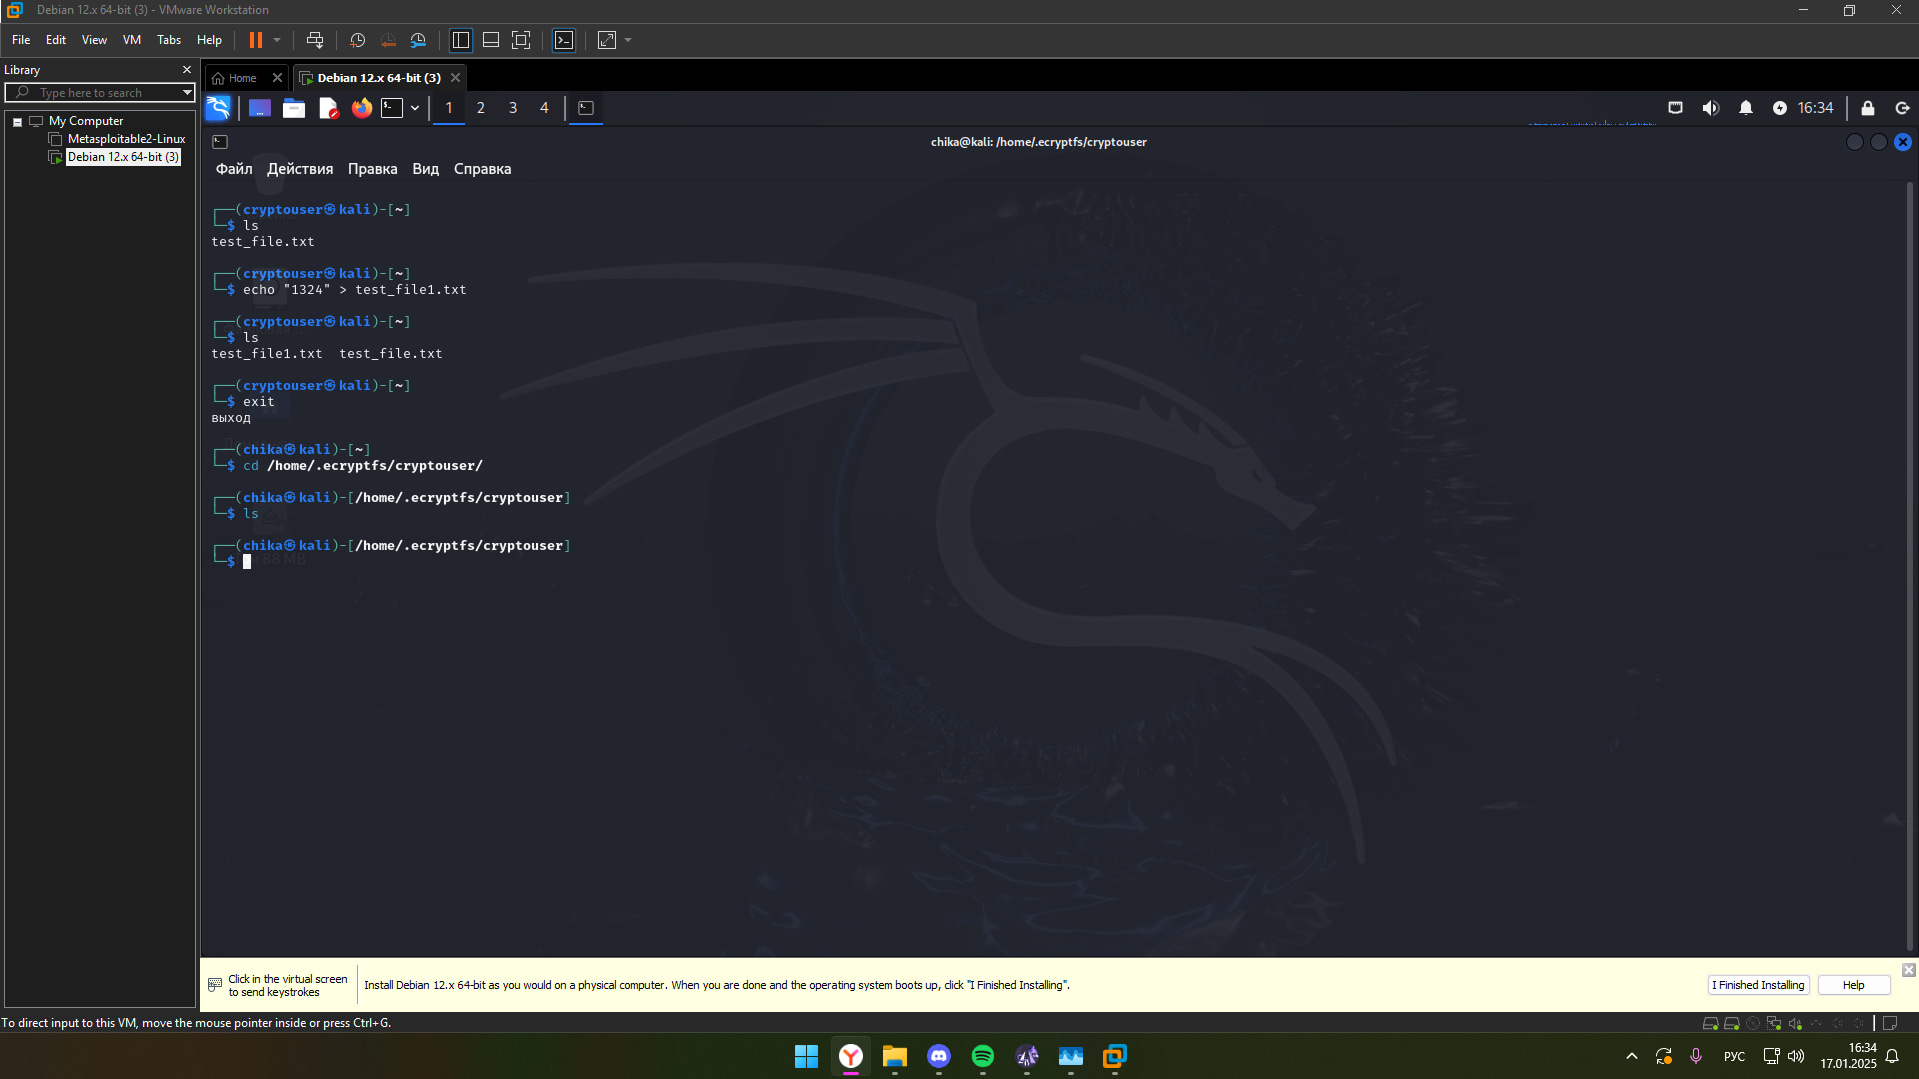 Debian 12.x 64-bit (3) - VMware Workstation
File Edit View VM Tabs Help
Library
Type here to search
My Computer
Metasploitable2-Linux
Debian 12.x 64-bit (3)
Home
Debian 12.x 64-bit (3)
1 2 3 4
16:34
chika@kali: /home/.ecryptfs/cryptouser
Файл Действия Правка Вид Справка
┌──(cryptouser㉿kali)-[~]
└─$ ls
test_file.txt
┌──(cryptouser㉿kali)-[~]
└─$ echo "1324" > test_file1.txt
┌──(cryptouser㉿kali)-[~]
└─$ ls
test_file1.txt  test_file.txt
┌──(cryptouser㉿kali)-[~]
└─$ exit
выход
┌──(chika㉿kali)-[~]
└─$ cd /home/.ecryptfs/cryptouser/
┌──(chika㉿kali)-[/home/.ecryptfs/cryptouser]
└─$ ls
┌──(chika㉿kali)-[/home/.ecryptfs/cryptouser]
└─$
88 MB
Click in the virtual screen
to send keystrokes
Install Debian 12.x 64-bit as you would on a physical computer. When you are done and the operating system boots up, click "I Finished Installing".
I Finished Installing
Help
To direct input to this VM, move the mouse pointer inside or press Ctrl+G.
РУС
16:34
17.01.2025